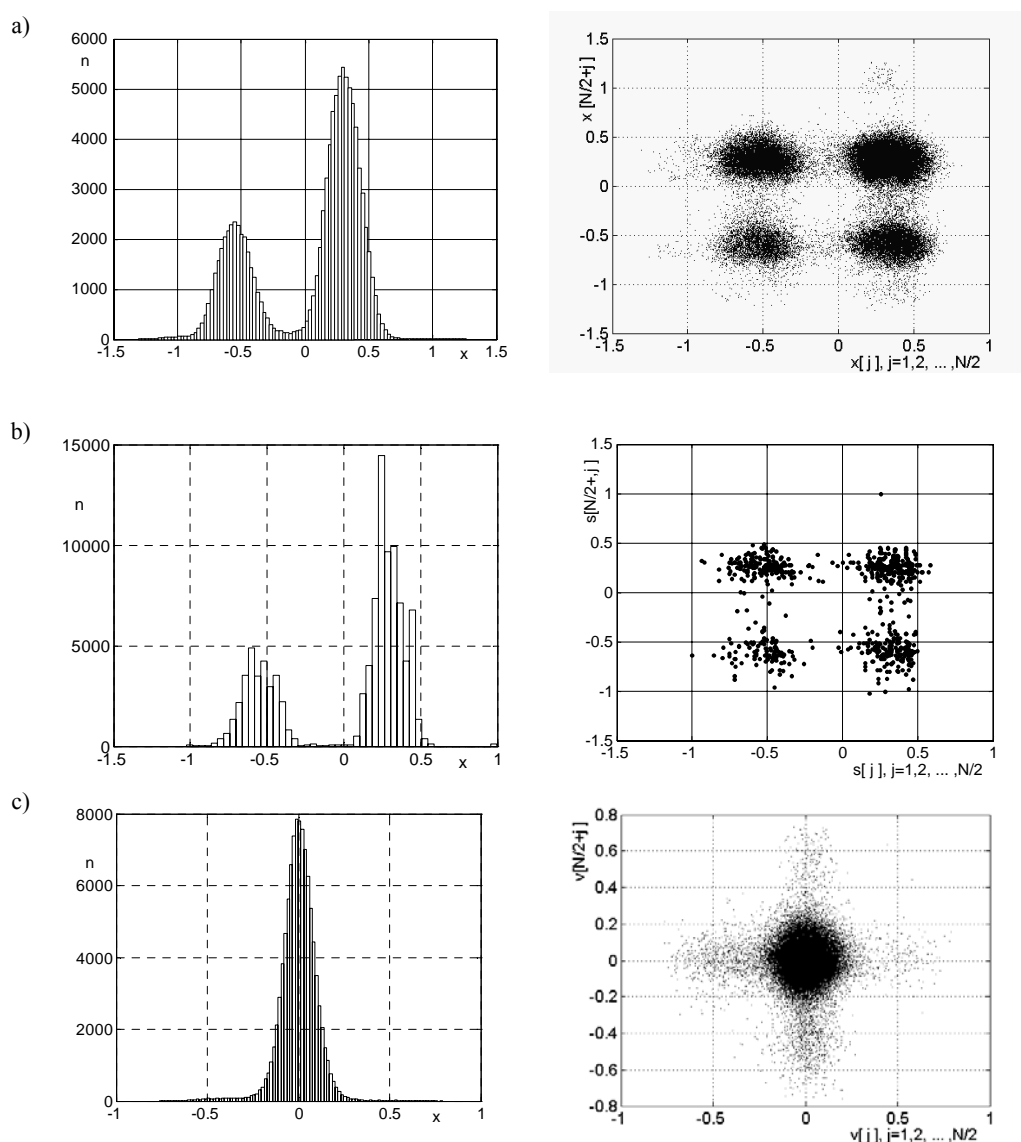 a)
6000
n
5000
4000
3000
2000
1000
0
-1.5 -1 -0.5 0 0.5 1 1.5
x
1.5
x [N/2+j]
1
0.5
0
-0.5
-1
-1.5
-1.5 -1 -0.5 0 0.5 1
x[ j ], j=1,2, ... ,N/2
b)
15000
n
10000
5000
0
-1.5 -1 -0.5 0 0.5 1
x
1.5
s[N/2+,j ]
1
0.5
0
-0.5
-1
-1.5
-1.5 -1 -0.5 0 0.5 1
s[ j ], j=1,2, ... ,N/2
c)
8000
n
6000
4000
2000
0
-1 -0.5 0 0.5 1
x
0.8
v[N/2+j]
0.6
0.4
0.2
0
-0.2
-0.4
-0.6
-0.8
-1 -0.5 0 0.5 1
v[ j ], j=1,2, ... ,N/2